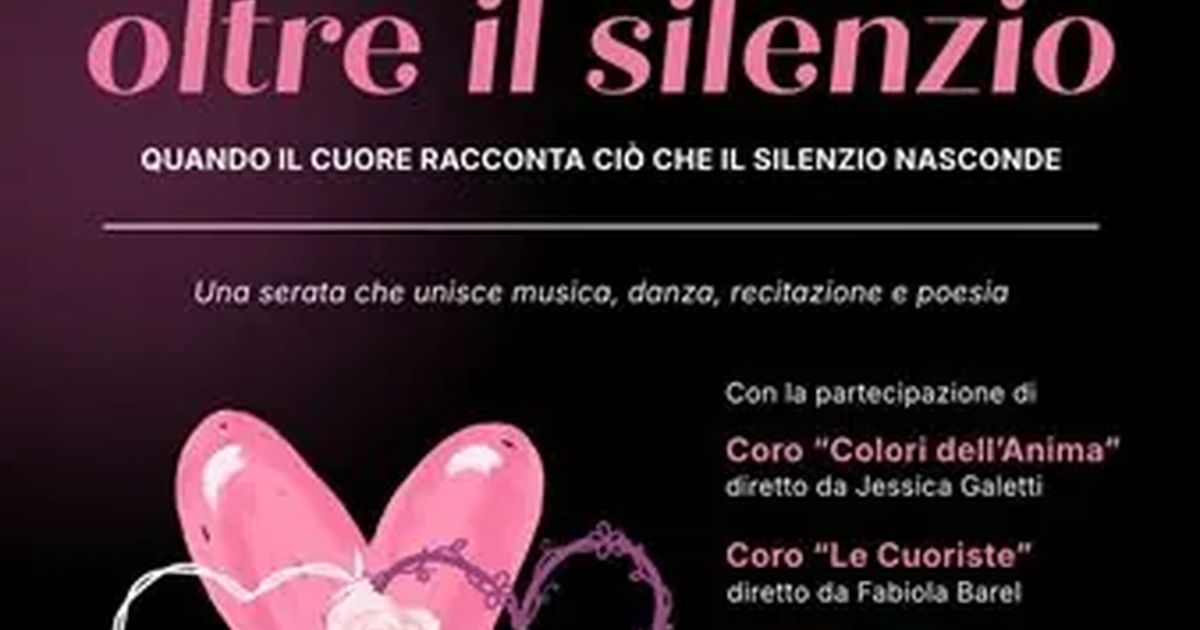 oltre il silenzio
QUANDO IL CUORE RACCONTA CIÒ CHE IL SILENZIO NASCONDE
Una serata che unisce musica, danza, recitazione e poesia
Con la partecipazione di
Coro “Colori dell’Anima”
diretto da Jessica Galetti
Coro “Le Cuoriste”
diretto da Fabiola Barel